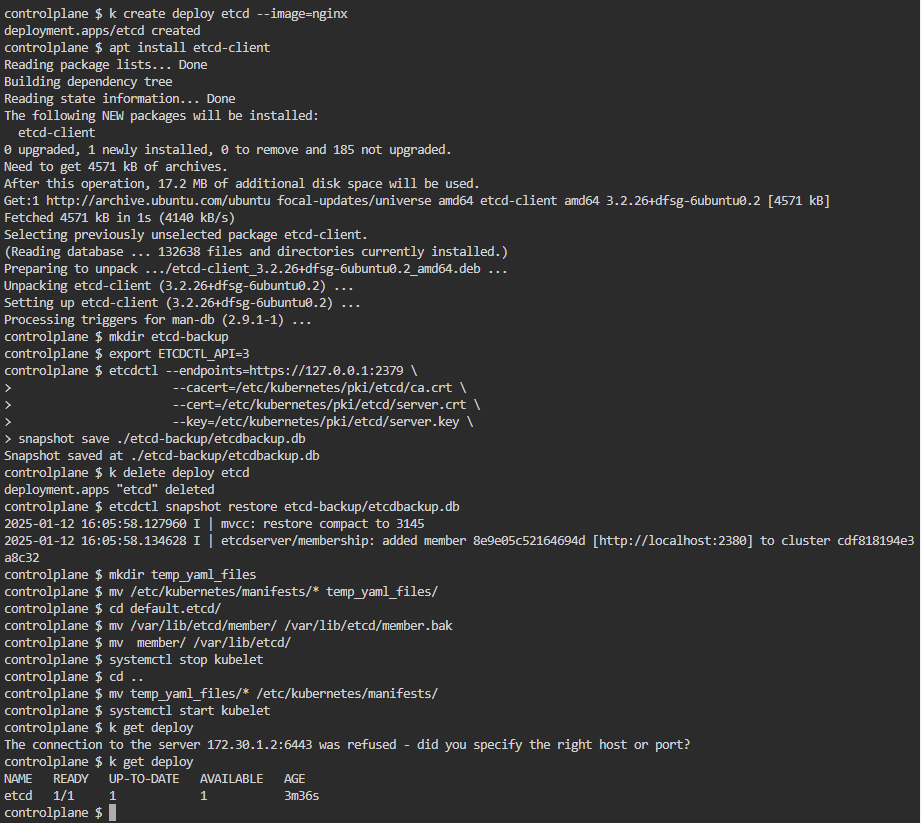 controlplane $ k create deploy etcd --image=nginx
deployment.apps/etcd created
controlplane $ apt install etcd-client
Reading package lists... Done
Building dependency tree
Reading state information... Done
The following NEW packages will be installed:
  etcd-client
0 upgraded, 1 newly installed, 0 to remove and 185 not upgraded.
Need to get 4571 kB of archives.
After this operation, 17.2 MB of additional disk space will be used.
Get:1 http://archive.ubuntu.com/ubuntu focal-updates/universe amd64 etcd-client amd64 3.2.26+dfsg-6ubuntu0.2 [4571 kB]
Fetched 4571 kB in 1s (4140 kB/s)
Selecting previously unselected package etcd-client.
(Reading database ... 132638 files and directories currently installed.)
Preparing to unpack .../etcd-client_3.2.26+dfsg-6ubuntu0.2_amd64.deb ...
Unpacking etcd-client (3.2.26+dfsg-6ubuntu0.2) ...
Setting up etcd-client (3.2.26+dfsg-6ubuntu0.2) ...
Processing triggers for man-db (2.9.1-1) ...
controlplane $ mkdir etcd-backup
controlplane $ export ETCDCTL_API=3
controlplane $ etcdctl --endpoints=https://127.0.0.1:2379 \
>                     --cacert=/etc/kubernetes/pki/etcd/ca.crt \
>                     --cert=/etc/kubernetes/pki/etcd/server.crt \
>                     --key=/etc/kubernetes/pki/etcd/server.key \
> snapshot save ./etcd-backup/etcdbackup.db
Snapshot saved at ./etcd-backup/etcdbackup.db
controlplane $ k delete deploy etcd
deployment.apps "etcd" deleted
controlplane $ etcdctl snapshot restore etcd-backup/etcdbackup.db
2025-01-12 16:05:58.127960 I | mvcc: restore compact to 3145
2025-01-12 16:05:58.134628 I | etcdserver/membership: added member 8e9e05c52164694d [http://localhost:2380] to cluster cdf818194e3
a8c32
controlplane $ mkdir temp_yaml_files
controlplane $ mv /etc/kubernetes/manifests/* temp_yaml_files/
controlplane $ cd default.etcd/
controlplane $ mv /var/lib/etcd/member/ /var/lib/etcd/member.bak
controlplane $ mv  member/ /var/lib/etcd/
controlplane $ systemctl stop kubelet
controlplane $ cd ..
controlplane $ mv temp_yaml_files/* /etc/kubernetes/manifests/
controlplane $ systemctl start kubelet
controlplane $ k get deploy
The connection to the server 172.30.1.2:6443 was refused - did you specify the right host or port?
controlplane $ k get deploy
NAME   READY   UP-TO-DATE   AVAILABLE   AGE
etcd   1/1     1            1           3m36s
controlplane $